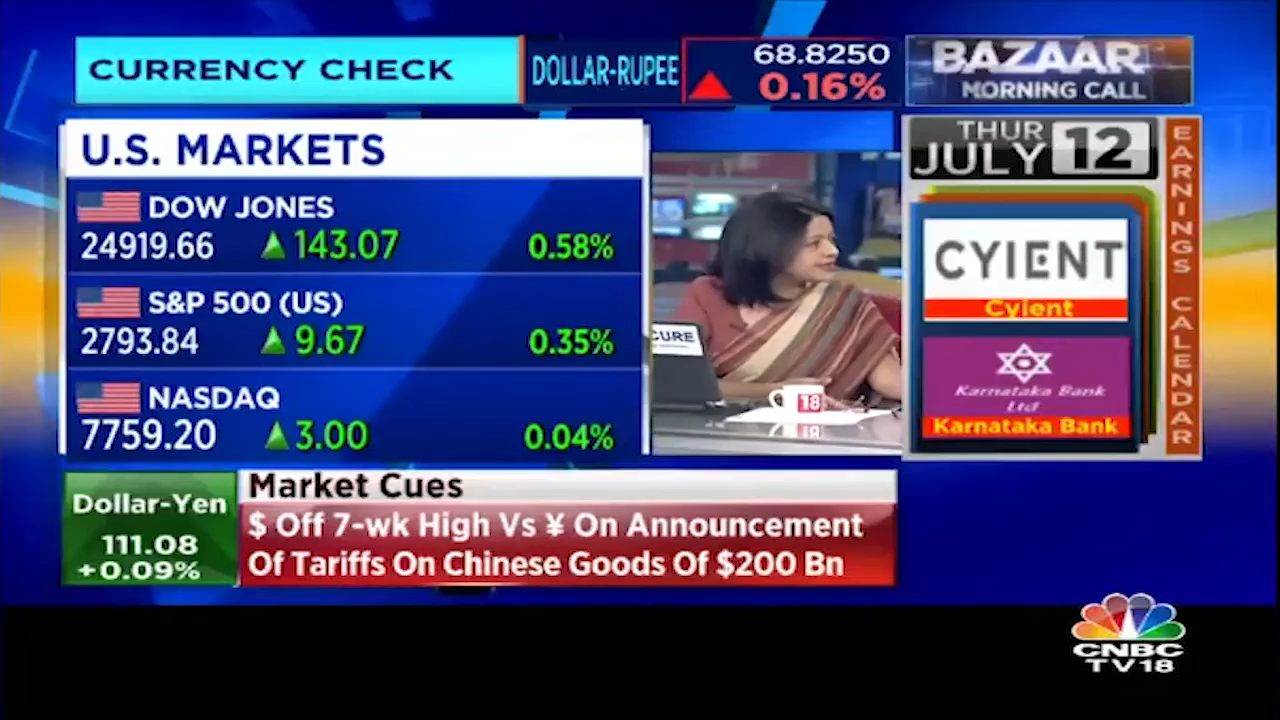 CURRENCY CHECK
DOLLAR-RUPEE
68.8250
0.16%
BAZAAR
MORNING CALL
U.S. MARKETS
DOW JONES
24919.66 143.07 0.58%
S&P 500 (US)
2793.84 9.67 0.35%
NASDAQ
7759.20 3.00 0.04%
CURE
18
THUR
JULY 12
CYIENT
Cyient
Karnataka Bank
Ltd
Karnataka Bank
EARNINGS CALENDAR
Dollar-Yen
111.08
+0.09%
Market Cues
$ Off 7-wk High Vs ¥ On Announcement
Of Tariffs On Chinese Goods Of $200 Bn
CNBC
TV18